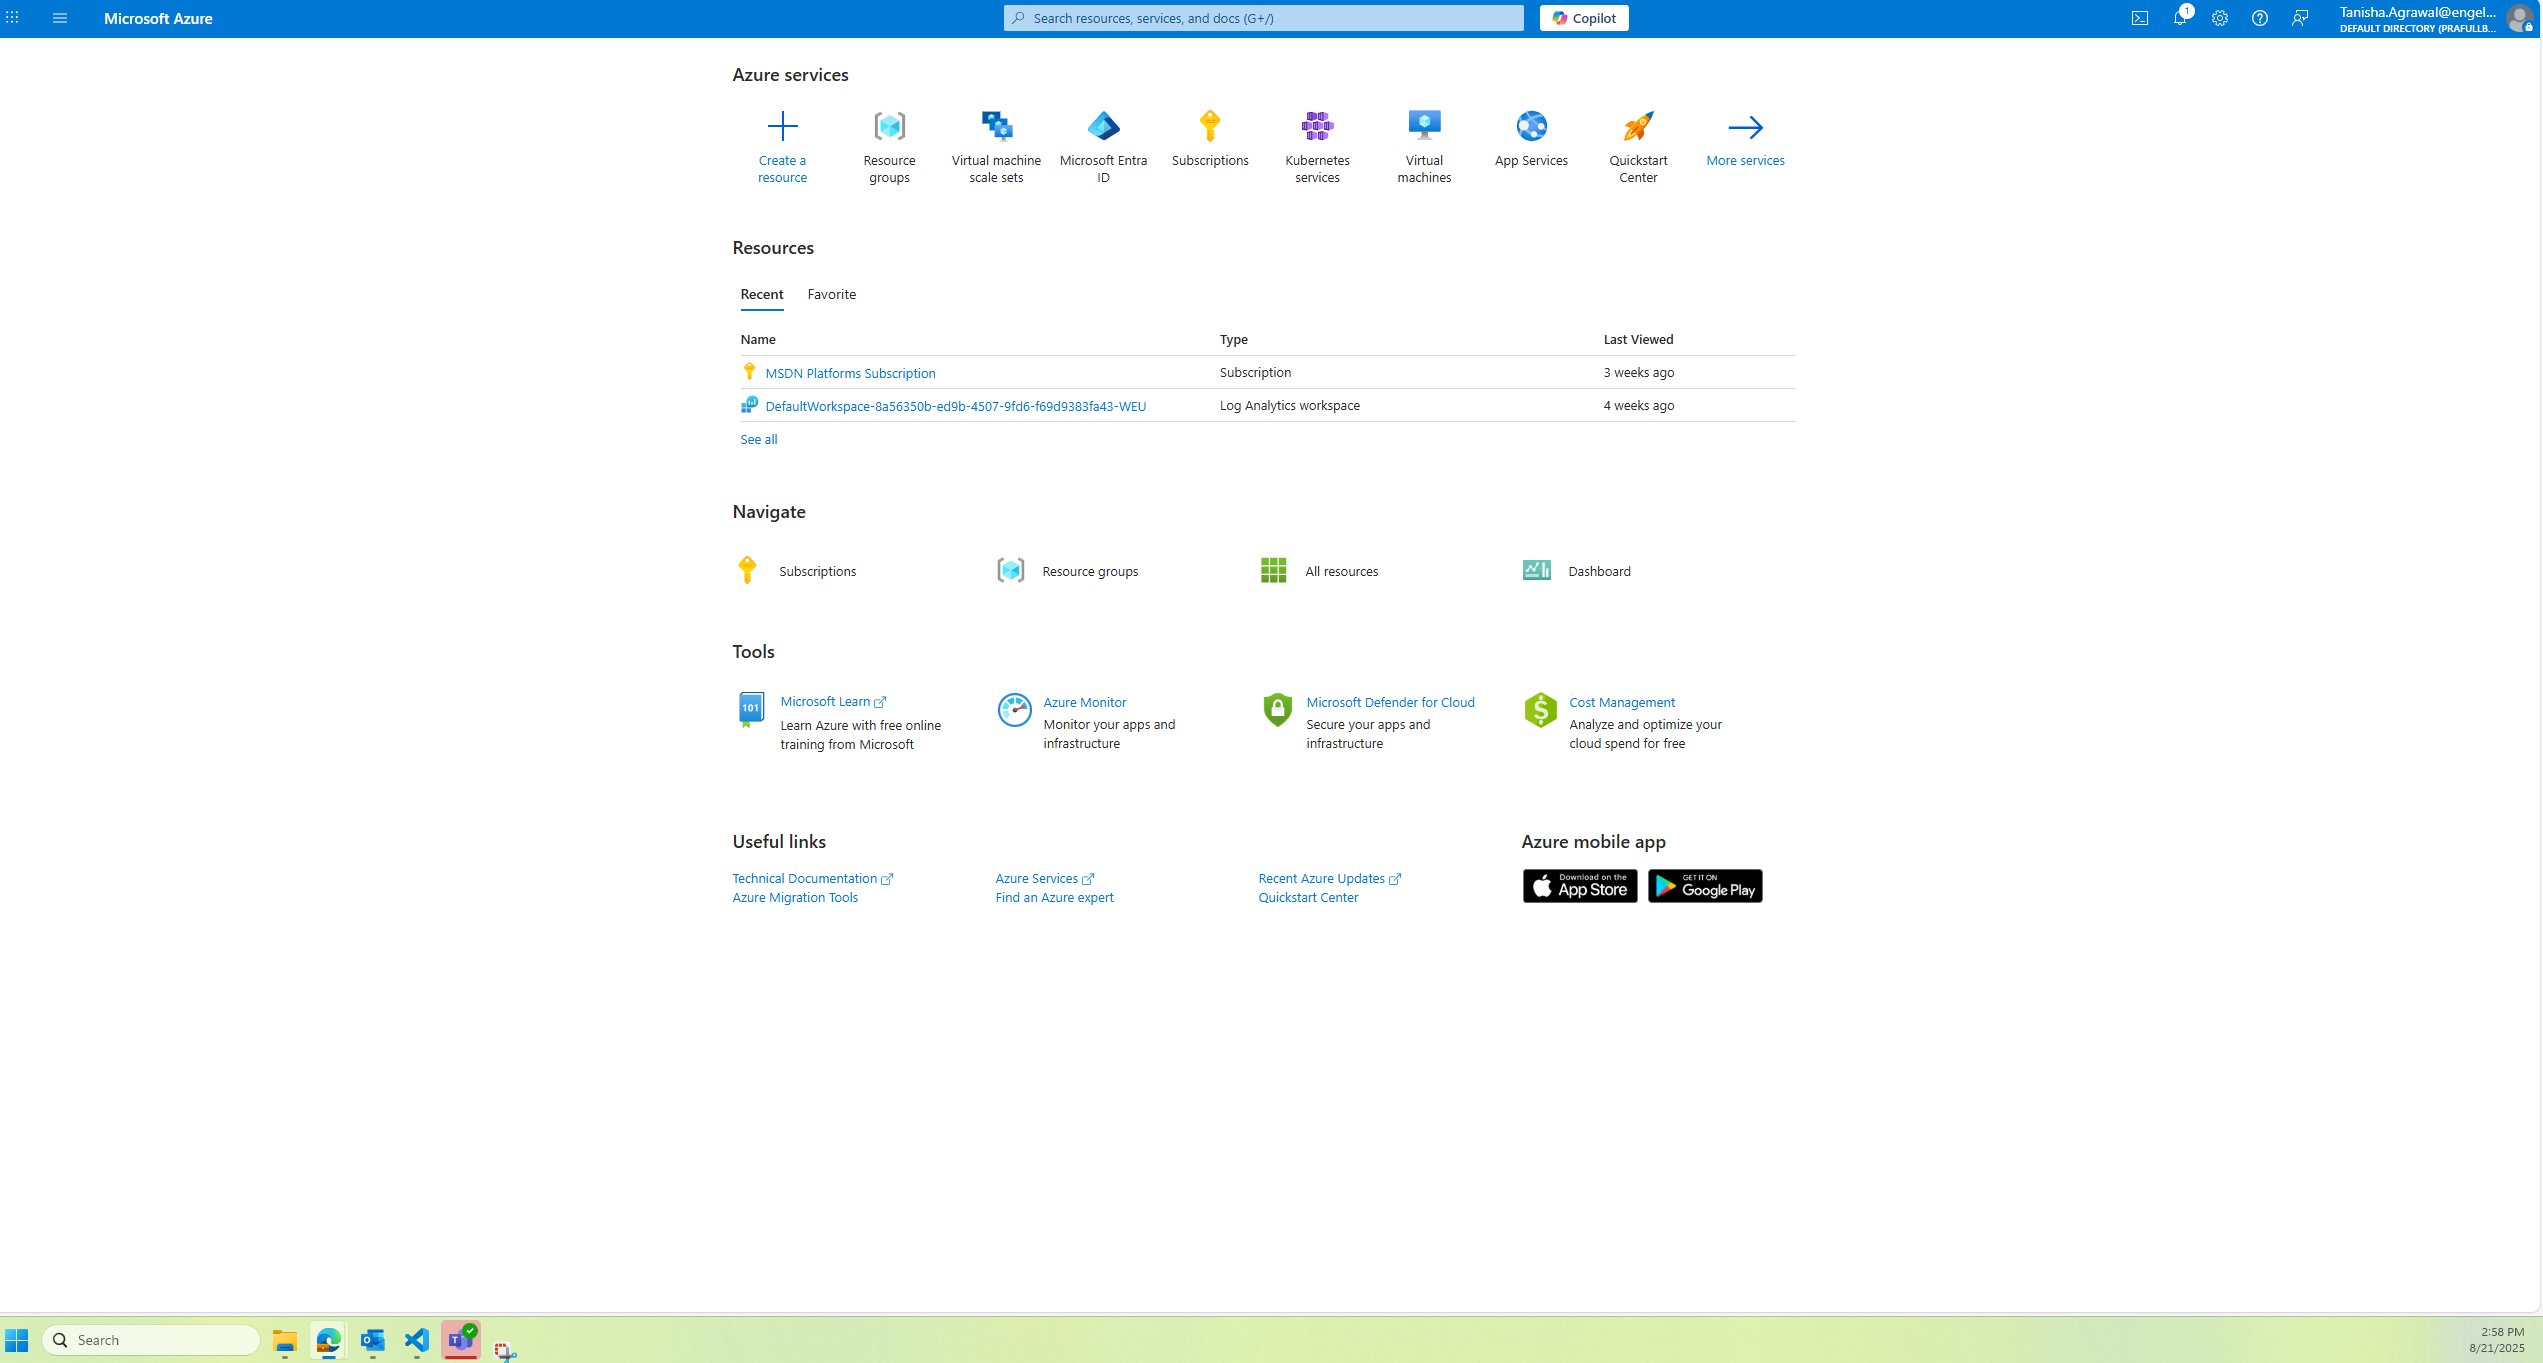 Microsoft Azure
Search resources, services, and docs (G+/)
Copilot
1
Tanisha.Agrawal@engel...
DEFAULT DIRECTORY (PRAFULLB...
Azure services
Create a
resource
Resource
groups
Virtual machine
scale sets
Microsoft Entra
ID
Subscriptions
Kubernetes
services
Virtual
machines
App Services
Quickstart
Center
More services
Resources
Recent
Favorite
Name
Type
Last Viewed
MSDN Platforms Subscription
Subscription
3 weeks ago
DefaultWorkspace-8a56350b-ed9b-4507-9fd6-f69d9383fa43-WEU
Log Analytics workspace
4 weeks ago
See all
Navigate
Subscriptions
Resource groups
All resources
Dashboard
Tools
101
Microsoft Learn
Learn Azure with free online
training from Microsoft
Azure Monitor
Monitor your apps and
infrastructure
Microsoft Defender for Cloud
Secure your apps and
infrastructure
Cost Management
Analyze and optimize your
cloud spend for free
Useful links
Technical Documentation
Azure Migration Tools
Azure Services
Find an Azure expert
Recent Azure Updates
Quickstart Center
Azure mobile app
Download on the
App Store
GET IT ON
Google Play
Search
2:58 PM
8/21/2025